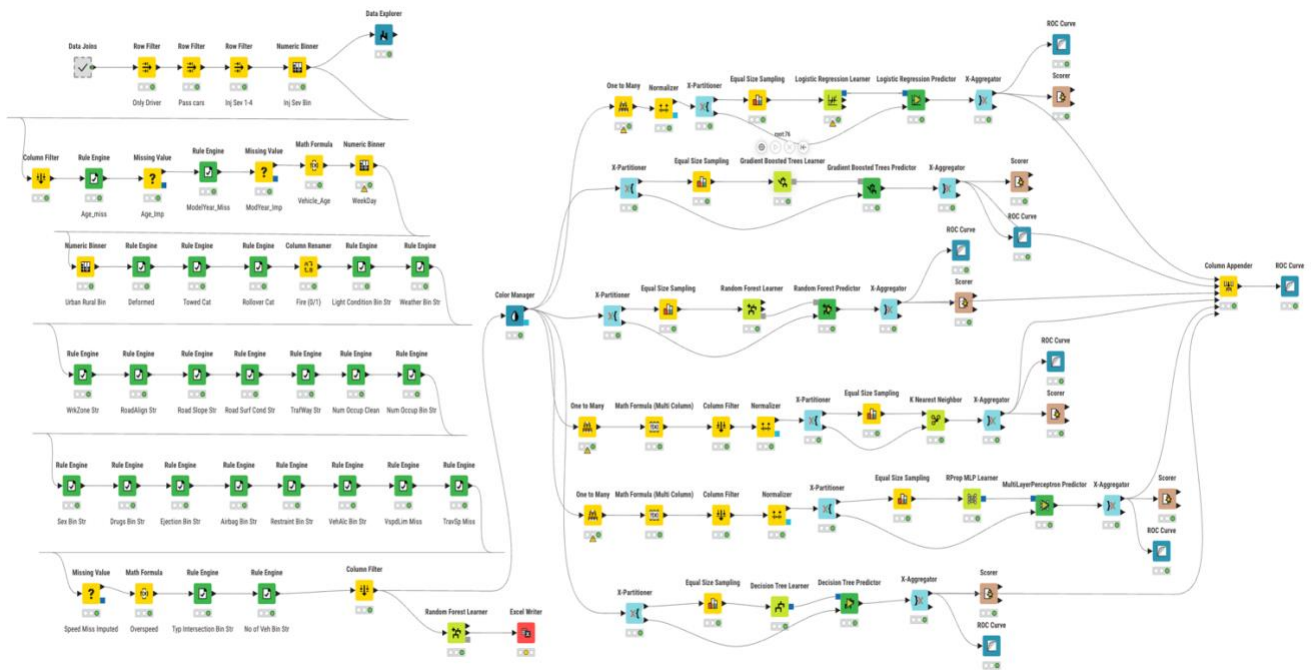 Data Explorer
Data Joins
Row Filter
Row Filter
Row Filter
Numeric Binner
Only Driver
Pass cars
Inj Sev 1-4
Inj Sev Bin
Column Filter
Rule Engine
Missing Value
Rule Engine
Missing Value
Math Formula
Numeric Binner
Age_miss
Age_Imp
ModelYear_Miss
ModYear_Imp
Vehicle_Age
WeekDay
Numeric Binner
Rule Engine
Rule Engine
Rule Engine
Column Renamer
Rule Engine
Rule Engine
Urban Rural Bin
Deformed
Towed Cat
Rollover Cat
Fire (0/1)
Light Condition Bin Str
Weather Bin Str
Rule Engine
Rule Engine
Rule Engine
Rule Engine
Rule Engine
Rule Engine
Rule Engine
WrkZone Str
RoadAlign Str
Road Slope Str
Road Surf Cond Str
TrafWay Str
Num Occup Clean
Num Occup Bin Str
Rule Engine
Rule Engine
Rule Engine
Rule Engine
Rule Engine
Rule Engine
Rule Engine
Rule Engine
Sex Bin Str
Drugs Bin Str
Ejection Bin Str
Airbag Bin Str
Restraint Bin Str
VehAlc Bin Str
VspdLim Miss
TravSp Miss
Missing Value
Math Formula
Rule Engine
Rule Engine
Column Filter
Speed Miss Imputed
Overspeed
Typ Intersection Bin Str
No of Veh Bin Str
Random Forest Learner
Excel Writer
Color Manager
ROC Curve
One to Many
Normalizer
X-Partitioner
Equal Size Sampling
Logistic Regression Learner
Logistic Regression Predictor
X-Aggregator
Scorer
X-Partitioner
Equal Size Sampling
Gradient Boosted Trees Learner
Gradient Boosted Trees Predictor
X-Aggregator
Scorer
ROC Curve
X-Partitioner
Equal Size Sampling
Random Forest Learner
Random Forest Predictor
X-Aggregator
ROC Curve
Scorer
One to Many
Math Formula (Multi Column)
Column Filter
Normalizer
X-Partitioner
Equal Size Sampling
K Nearest Neighbor
X-Aggregator
ROC Curve
Scorer
One to Many
Math Formula (Multi Column)
Column Filter
Normalizer
X-Partitioner
Equal Size Sampling
RProp MLP Learner
MultiLayerPerceptron Predictor
X-Aggregator
Scorer
ROC Curve
X-Partitioner
Equal Size Sampling
Decision Tree Learner
Decision Tree Predictor
X-Aggregator
Scorer
ROC Curve
Column Appender
ROC Curve